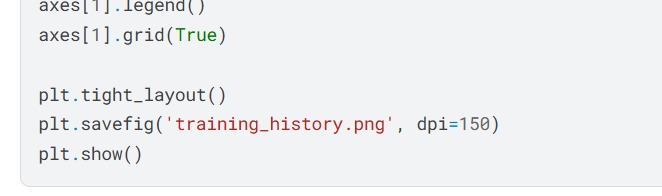 axes[1].legend()
axes[1].grid(True)
plt.tight_layout()
plt.savefig('training_history.png', dpi=150)
plt.show()